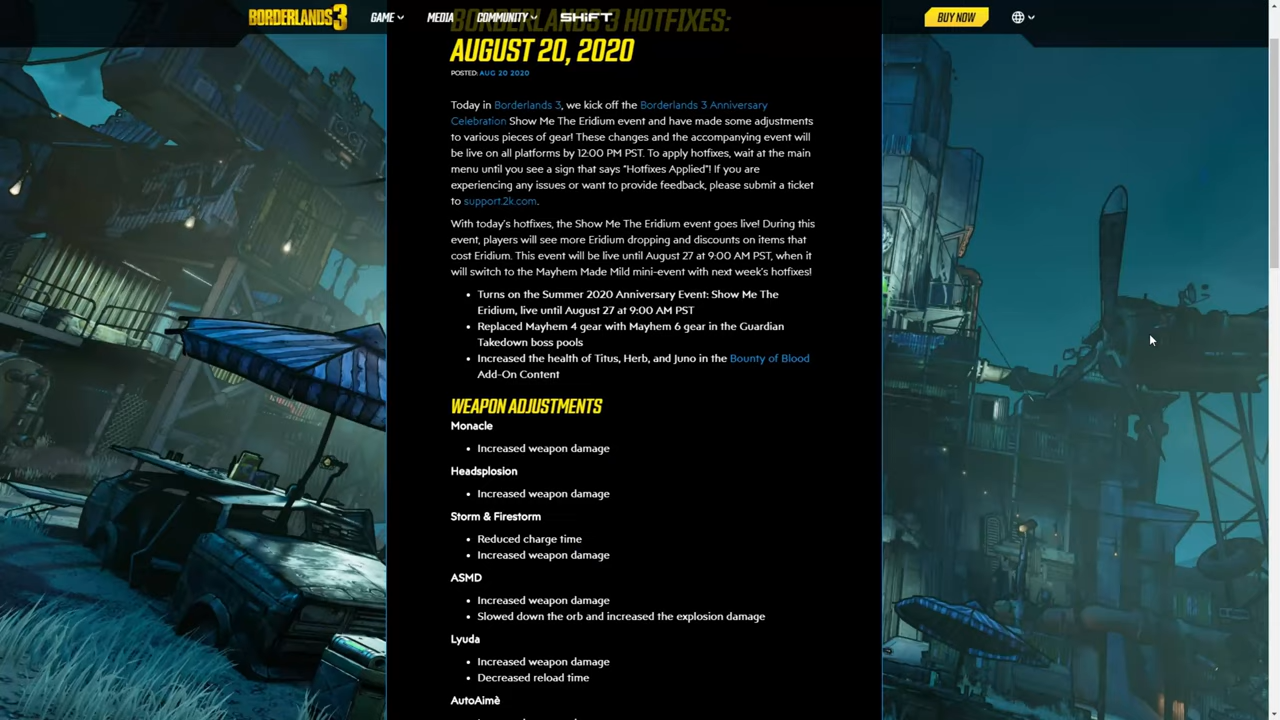 BORDERLANDS 3
GAME
MEDIA
COMMUNITY
SHiFT
BUY NOW
BORDERLANDS 3 HOTFIXES:
AUGUST 20, 2020
POSTED: AUG 20 2020
Today in Borderlands 3, we kick off the Borderlands 3 Anniversary
Celebration Show Me The Eridium event and have made some adjustments
to various pieces of gear! These changes and the accompanying event will
be live on all platforms by 12:00 PM PST. To apply hotfixes, wait at the main
menu until you see a sign that says “Hotfixes Applied”! If you are
experiencing any issues or want to provide feedback, please submit a ticket
to support.2k.com.
With today’s hotfixes, the Show Me The Eridium event goes live! During this
event, players will see more Eridium dropping and discounts on items that
cost Eridium. This event will be live until August 27 at 9:00 AM PST, when it
will switch to the Mayhem Made Mild mini-event with next week’s hotfixes!
• Turns on the Summer 2020 Anniversary Event: Show Me The
Eridium, live until August 27 at 9:00 AM PST
• Replaced Mayhem 4 gear with Mayhem 6 gear in the Guardian
Takedown boss pools
• Increased the health of Titus, Herb, and Juno in the Bounty of Blood
Add-On Content
WEAPON ADJUSTMENTS
Monacle
• Increased weapon damage
Headsplosion
• Increased weapon damage
Storm & Firestorm
• Reduced charge time
• Increased weapon damage
ASMD
• Increased weapon damage
• Slowed down the orb and increased the explosion damage
Lyuda
• Increased weapon damage
• Decreased reload time
AutoAimè